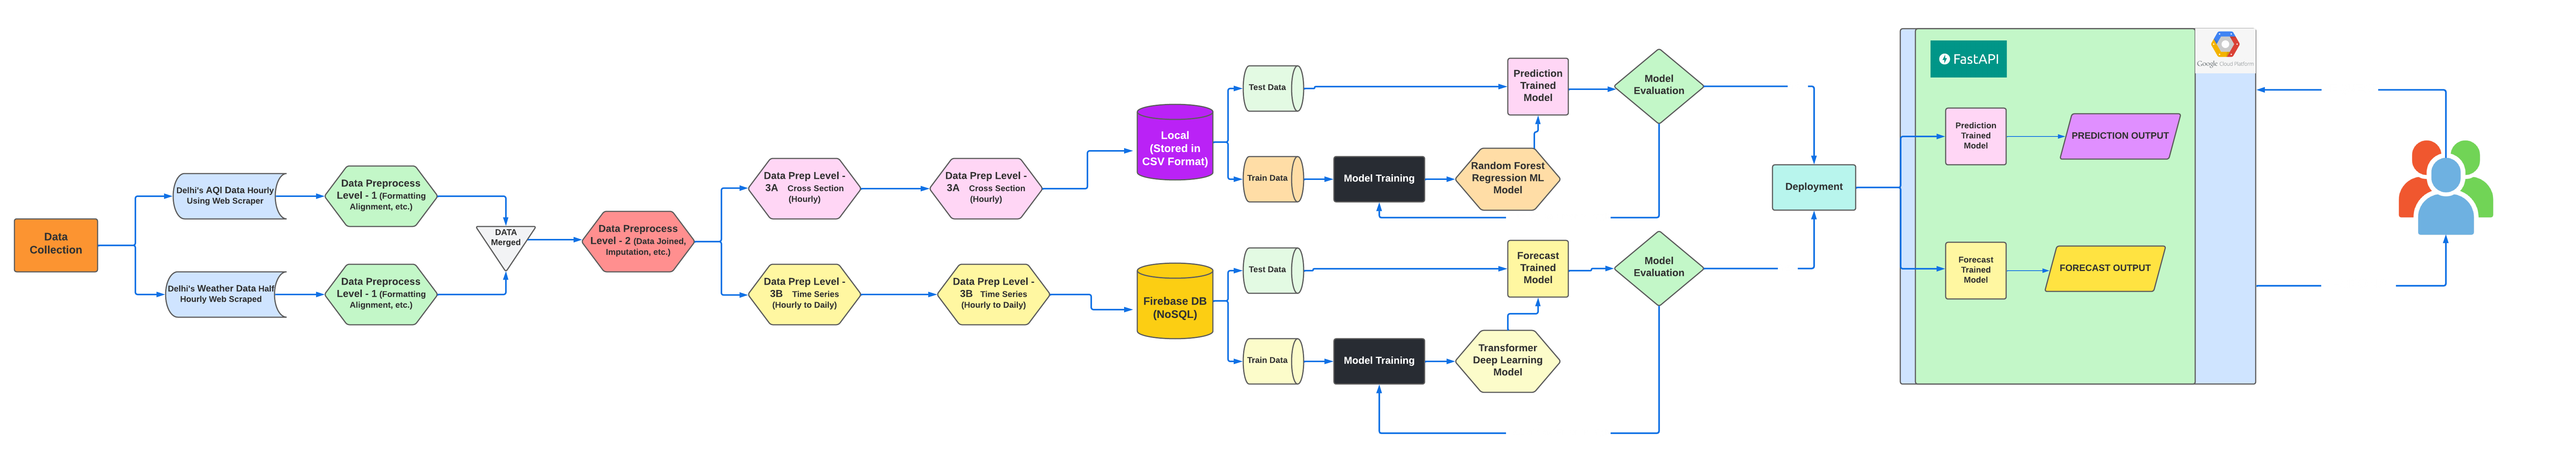 Data
Collection
Delhi's AQI Data Hourly
Using Web Scraper
Delhi's Weather Data Half
Hourly Web Scraped
Data Preprocess
Level - 1 (Formatting
Alignment, etc.)
Data Preprocess
Level - 1 (Formatting
Alignment, etc.)
DATA
Merged
Data Preprocess
Level - 2 (Data Joined,
Imputation, etc.)
Data Prep Level -
3A Cross Section
(Hourly)
Data Prep Level -
3A Cross Section
(Hourly)
Data Prep Level -
3B Time Series
(Hourly to Daily)
Data Prep Level -
3B Time Series
(Hourly to Daily)
Local
(Stored in
CSV Format)
Firebase DB
(NoSQL)
Test Data
Train Data
Model Training
Random Forest
Regression ML
Model
Prediction
Trained
Model
Model
Evaluation
Test Data
Train Data
Model Training
Transformer
Deep Learning
Model
Forecast
Trained
Model
Model
Evaluation
Deployment
FastAPI
Google Cloud Platform
Prediction
Trained
Model
PREDICTION OUTPUT
Forecast
Trained
Model
FORECAST OUTPUT